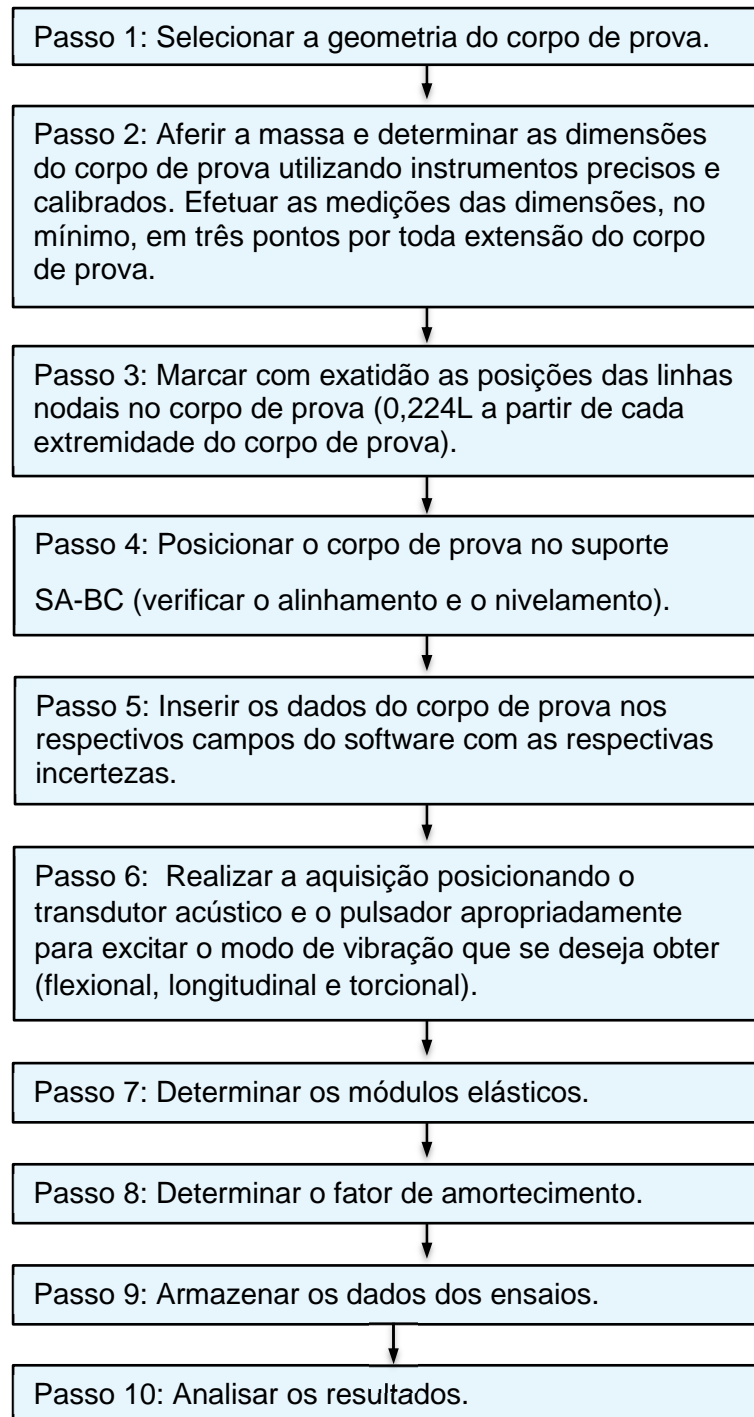 Passo 1: Selecionar a geometria do corpo de prova.
Passo 2: Aferir a massa e determinar as dimensões
do corpo de prova utilizando instrumentos precisos e
calibrados. Efetuar as medições das dimensões, no
mínimo, em três pontos por toda extensão do corpo
de prova.
Passo 3: Marcar com exatidão as posições das linhas
nodais no corpo de prova (0,224L a partir de cada
extremidade do corpo de prova).
Passo 4: Posicionar o corpo de prova no suporte
SA-BC (verificar o alinhamento e o nivelamento).
Passo 5: Inserir os dados do corpo de prova nos
respectivos campos do software com as respectivas
incertezas.
Passo 6: Realizar a aquisição posicionando o
transdutor acústico e o pulsador apropriadamente
para excitar o modo de vibração que se deseja obter
(flexional, longitudinal e torcional).
Passo 7: Determinar os módulos elásticos.
Passo 8: Determinar o fator de amortecimento.
Passo 9: Armazenar os dados dos ensaios.
Passo 10: Analisar os resultados.